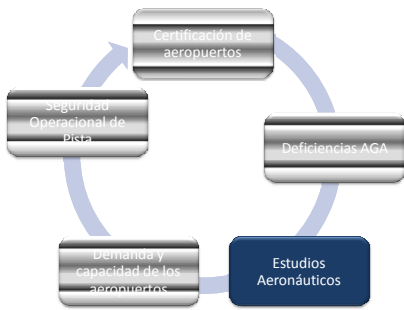 Certificación de
aeropuertos
Seguridad
Operacional de
Pista
Deficiencias AGA
Demanda y
capacidad de los
aeropuertos
Estudios
Aeronáuticos